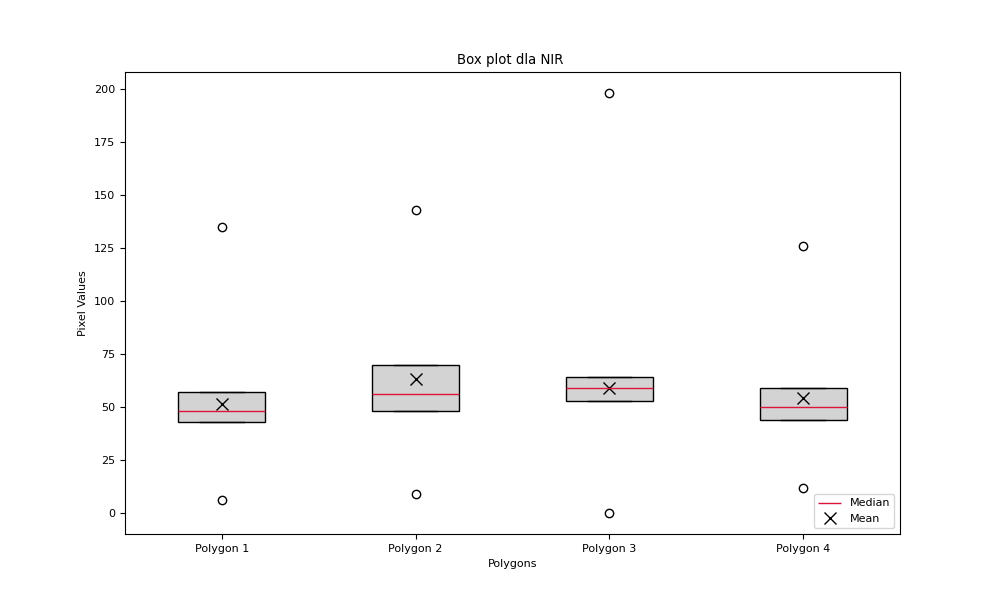 Box plot dla NIR
200
175
150
125
100
75
50
25
0
Pixel Values
Polygon 1
Polygon 2
Polygon 3
Polygon 4
Polygons
Median
Mean